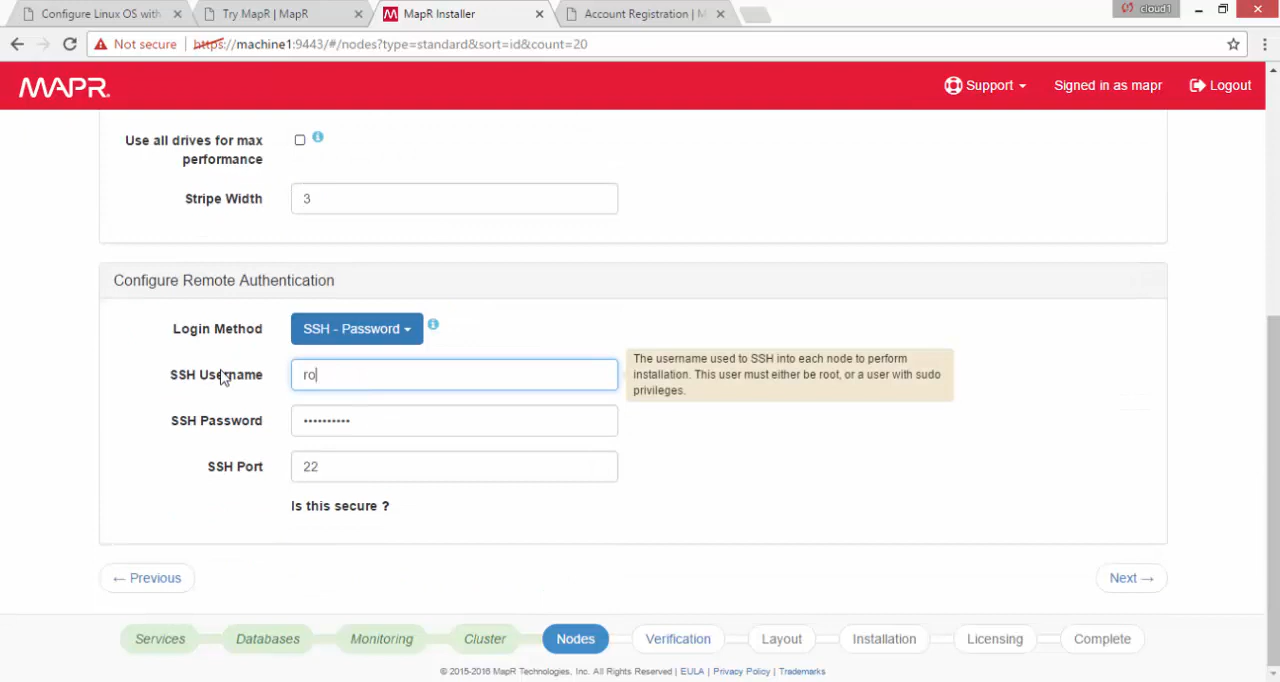 Configure Linux OS with
Try MapR | MapR
MapR Installer
Account Registration | M
cloud1
Not secure
https://machine1:9443/#/nodes?type=standard&sort=id&count=20
MAPR.
Support
Signed in as mapr
Logout
Use all drives for max
performance
Stripe Width
3
Configure Remote Authentication
Login Method
SSH - Password
SSH Username
ro
The username used to SSH into each node to perform
installation. This user must either be root, or a user with sudo
privileges.
SSH Password
••••••••••
SSH Port
22
Is this secure ?
← Previous
Next →
Services
Databases
Monitoring
Cluster
Nodes
Verification
Layout
Installation
Licensing
Complete
© 2015-2016 MapR Technologies, Inc. All Rights Reserved | EULA | Privacy Policy | Trademarks